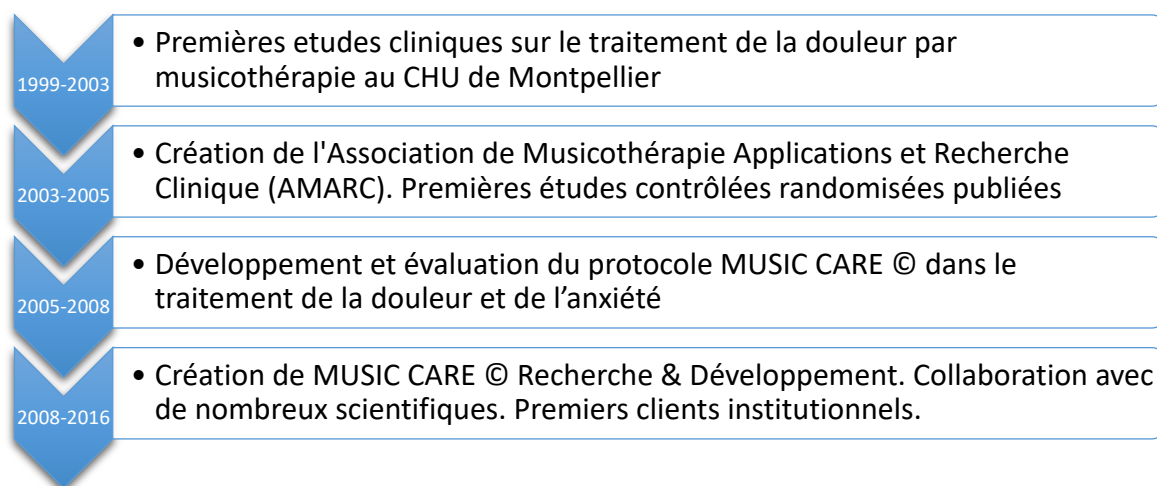 1999-2003
• Premières etudes cliniques sur le traitement de la douleur par
musicothérapie au CHU de Montpellier
2003-2005
• Création de l'Association de Musicothérapie Applications et Recherche
Clinique (AMARC). Premières études contrôlées randomisées publiées
2005-2008
• Développement et évaluation du protocole MUSIC CARE © dans le
traitement de la douleur et de l’anxiété
2008-2016
• Création de MUSIC CARE © Recherche & Développement. Collaboration avec
de nombreux scientifiques. Premiers clients institutionnels.